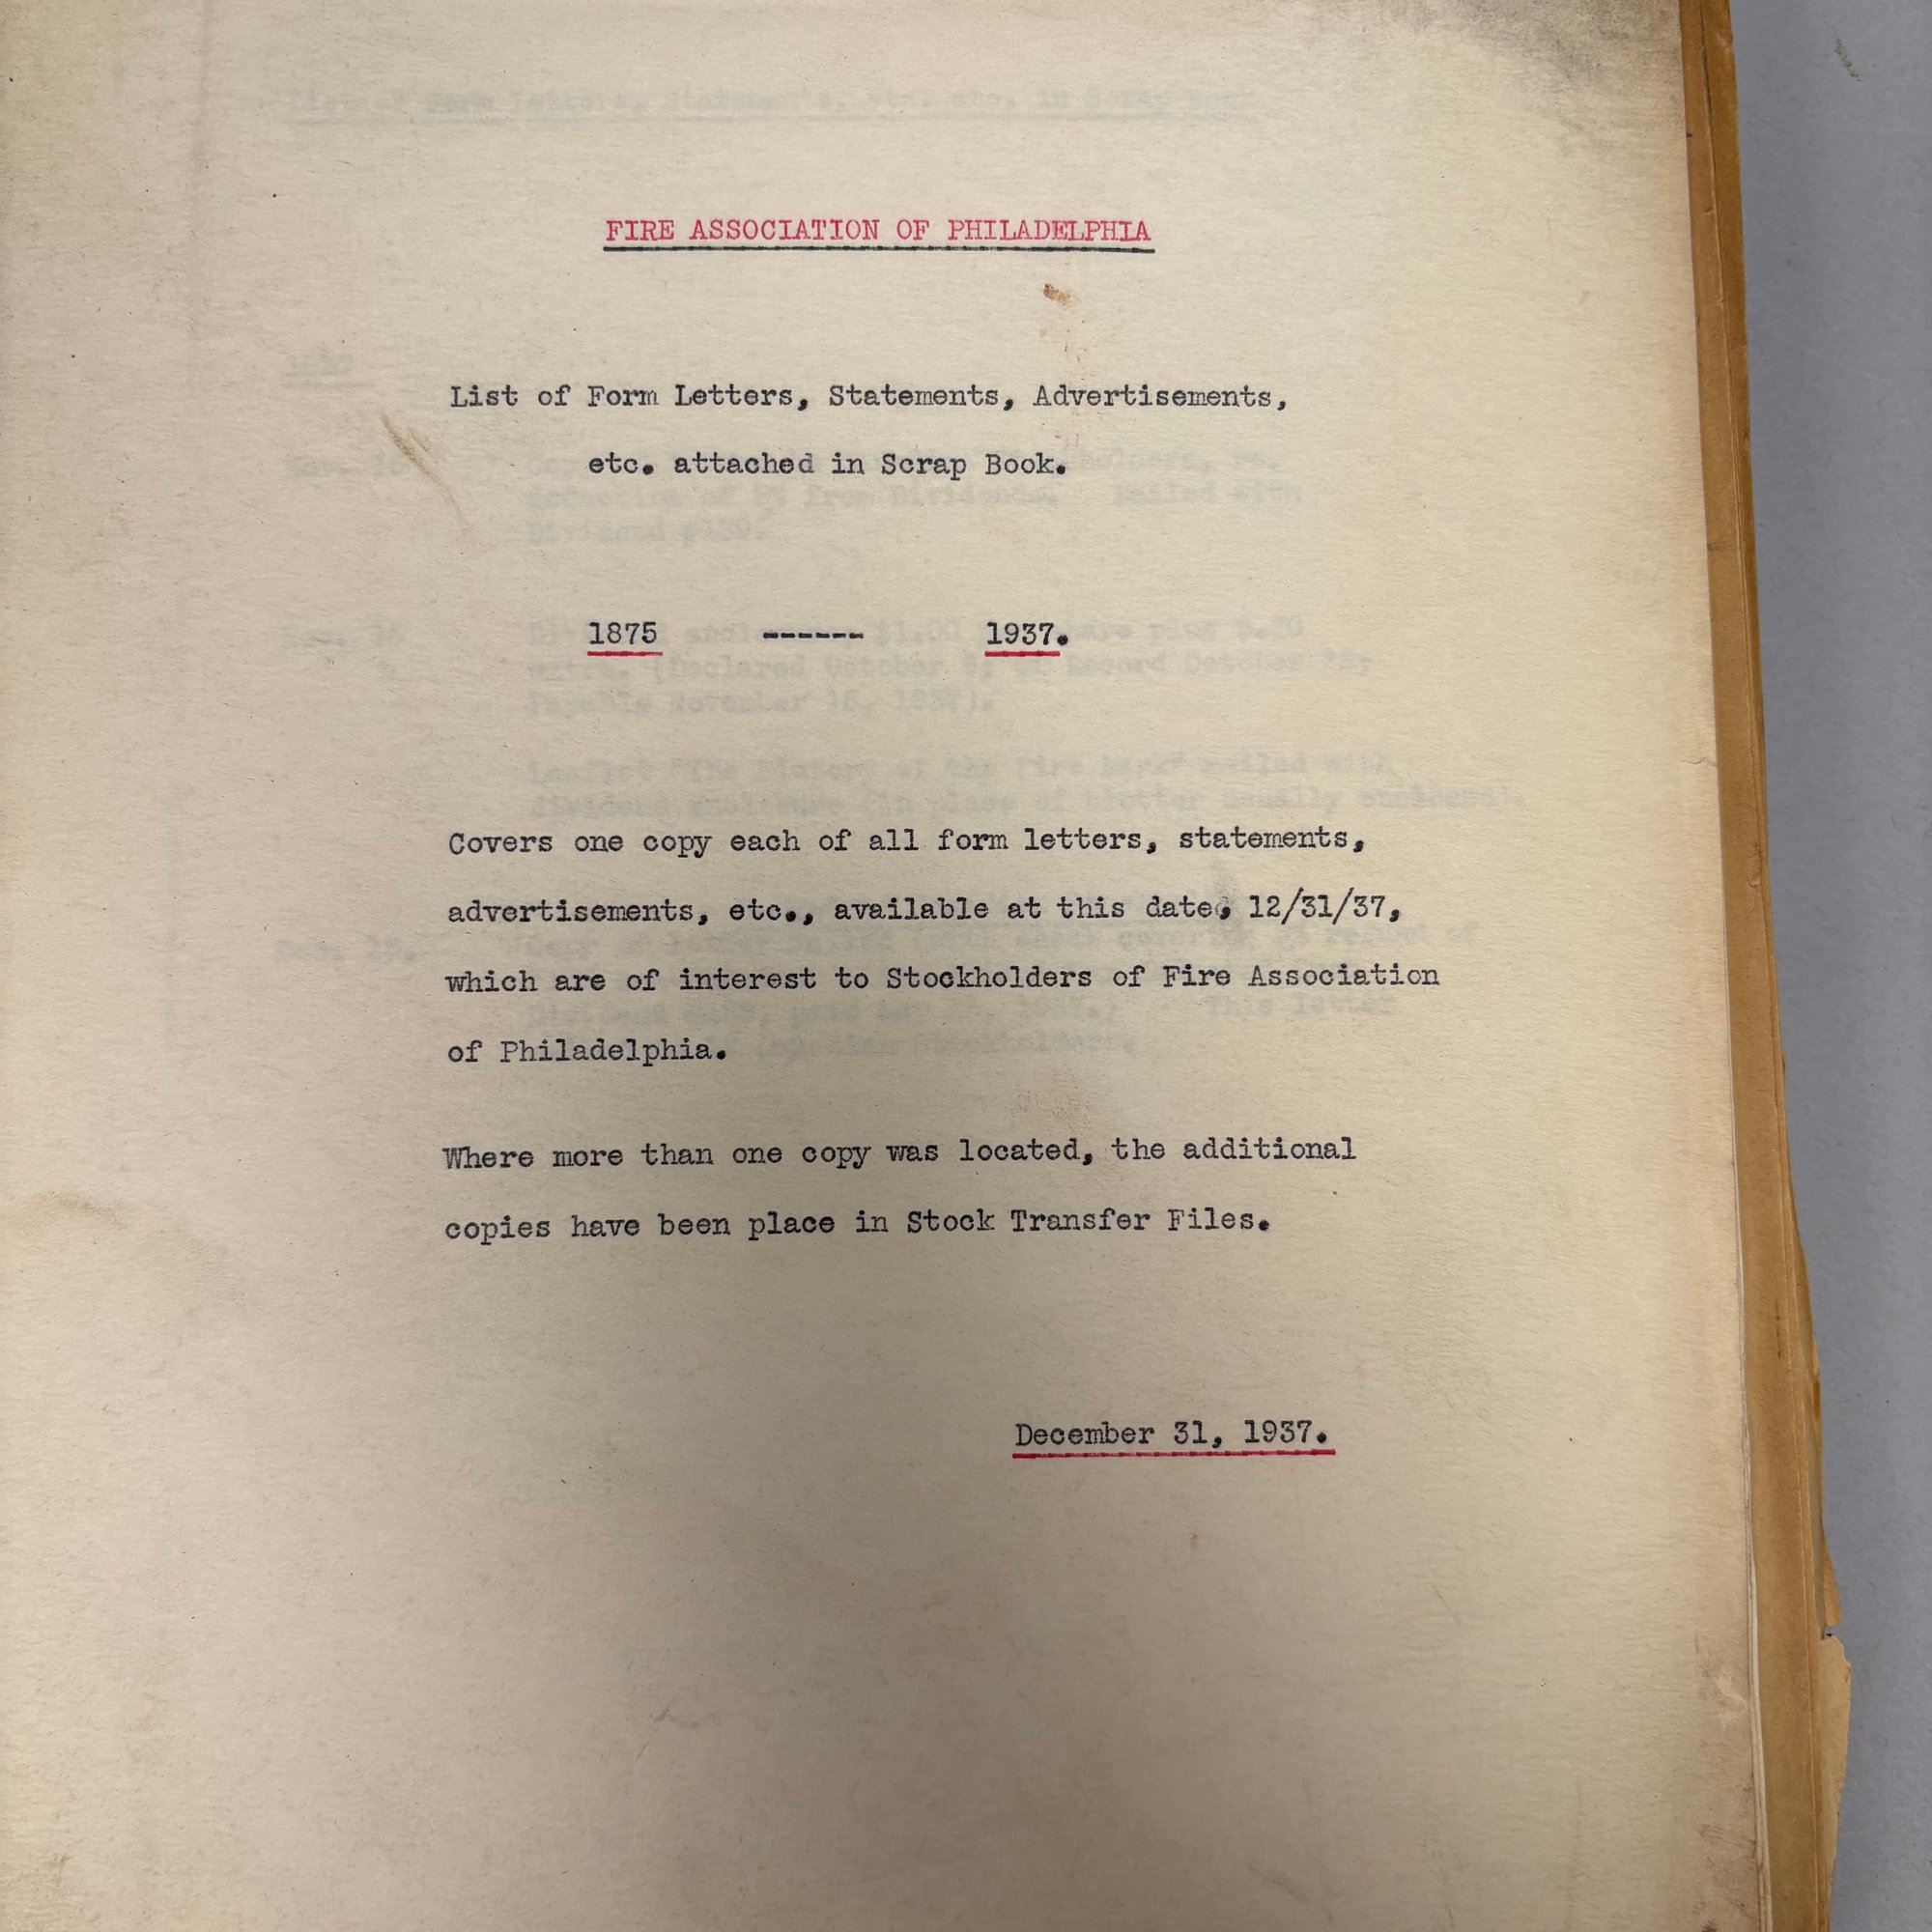 FIRE ASSOCIATION OF PHILADELPHIA
List of Form Letters, Statements, Advertisements,
etc. attached in Scrap Book.
1875 ------ 1937.
Covers one copy each of all form letters, statements,
advertisements, etc., available at this date, 12/31/37,
which are of interest to Stockholders of Fire Association
of Philadelphia.
Where more than one copy was located, the additional
copies have been place in Stock Transfer Files.
December 31, 1937.